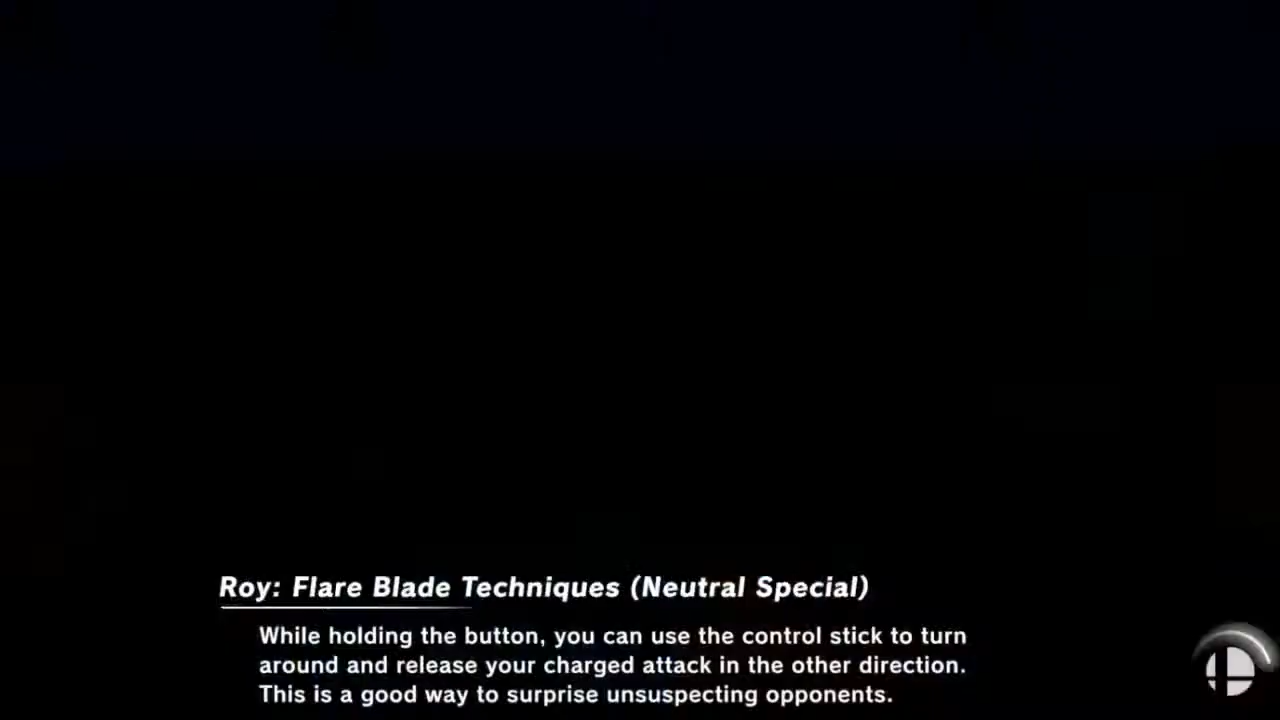 Roy: Flare Blade Techniques (Neutral Special)
While holding the button, you can use the control stick to turn
around and release your charged attack in the other direction.
This is a good way to surprise unsuspecting opponents.